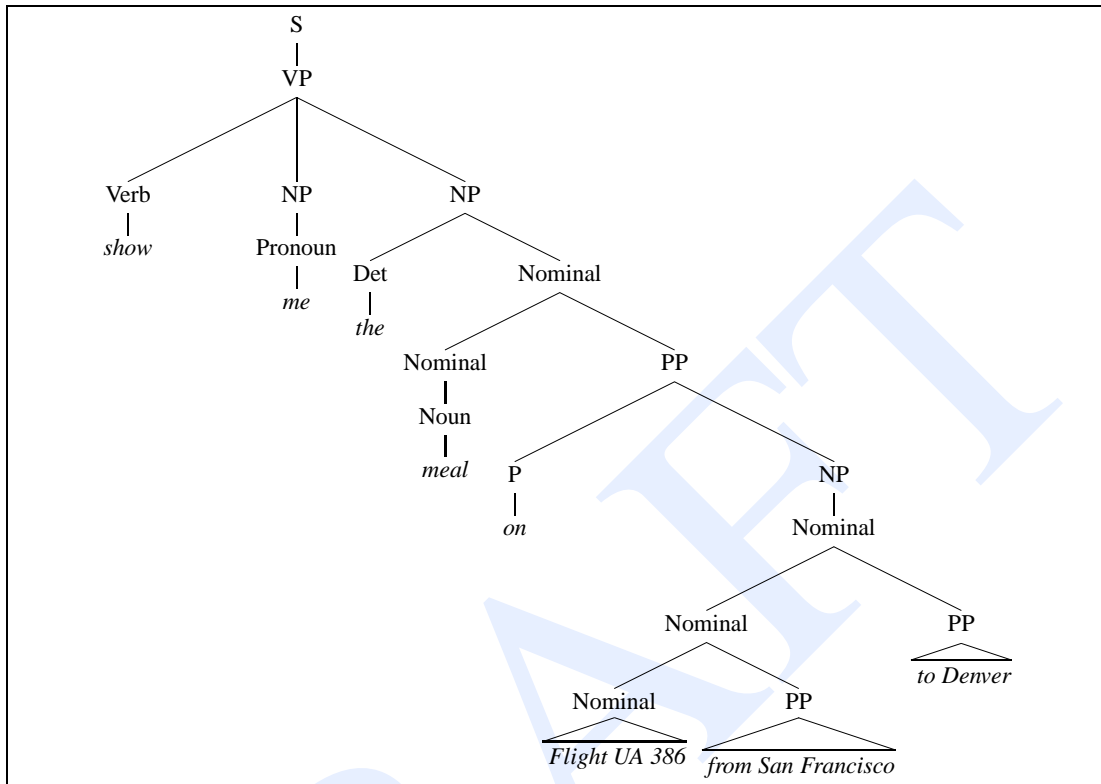 S
VP
Verb NP NP
show Pronoun Det Nominal
me the
Nominal PP
Noun
meal P NP
on Nominal
Nominal PP
to Denver
Nominal PP
Flight UA 386 from San Francisco
RAFT